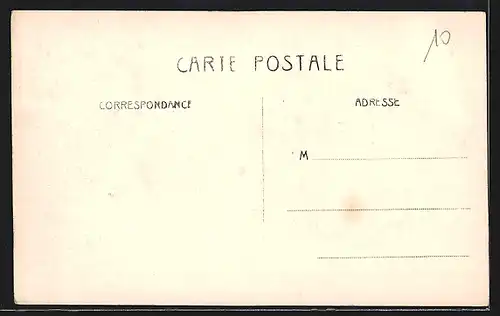 10
CARTE POSTALE
CORRESPONDANCE
ADRESSE
M